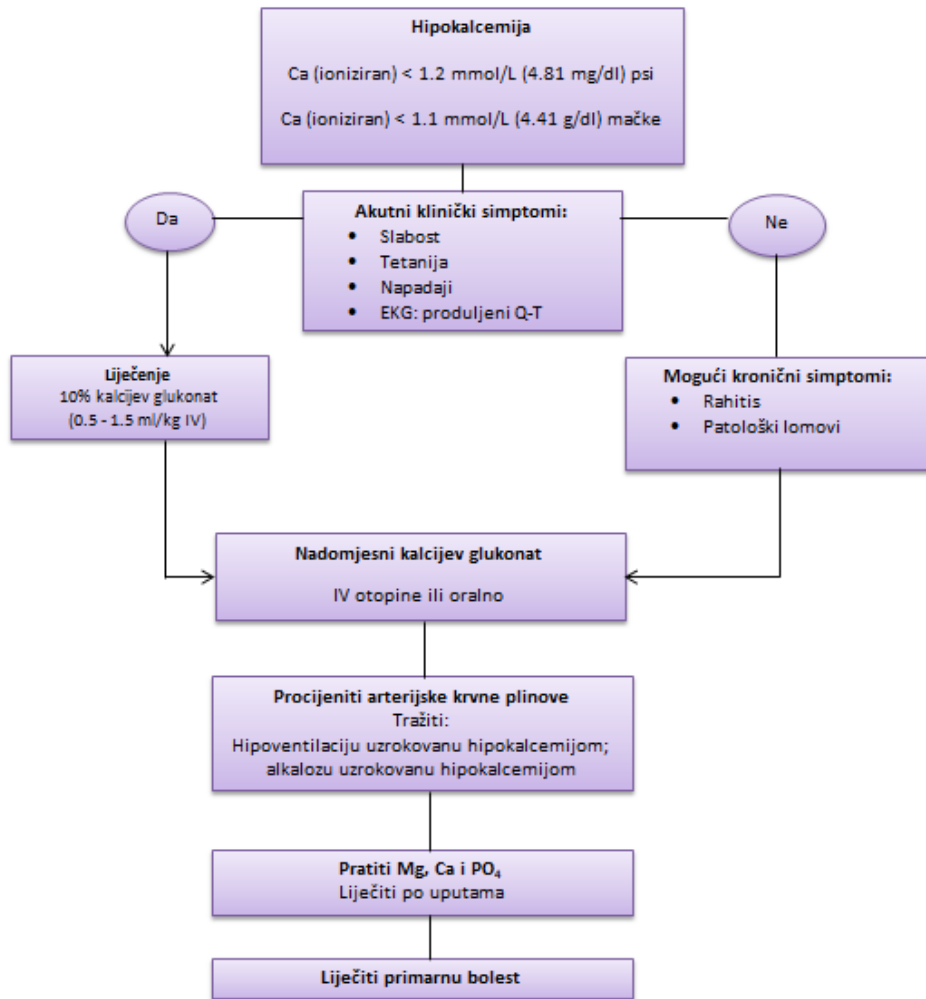 Hipokalcemija
Ca (ioniziran) < 1.2 mmol/L (4.81 mg/dl) psi
Ca (ioniziran) < 1.1 mmol/L (4.41 g/dl) mačke
Da
Akutni klinički simptomi:
• Slabost
• Tetanija
• Napadaji
• EKG: produljeni Q-T
Ne
Liječenje
10% kalcijev glukonat
(0.5 - 1.5 ml/kg IV)
Mogući kronični simptomi:
• Rahitis
• Patološki lomovi
Nadomjesni kalcijev glukonat
IV otopine ili oralno
Procijeniti arterijske krvne plinove
Tražiti:
Hipoventilaciju uzrokovanu hipokalcemijom;
alkalozu uzrokovanu hipokalcemijom
Pratiti Mg, Ca i PO₄
Liječiti po uputama
Liječiti primarnu bolest